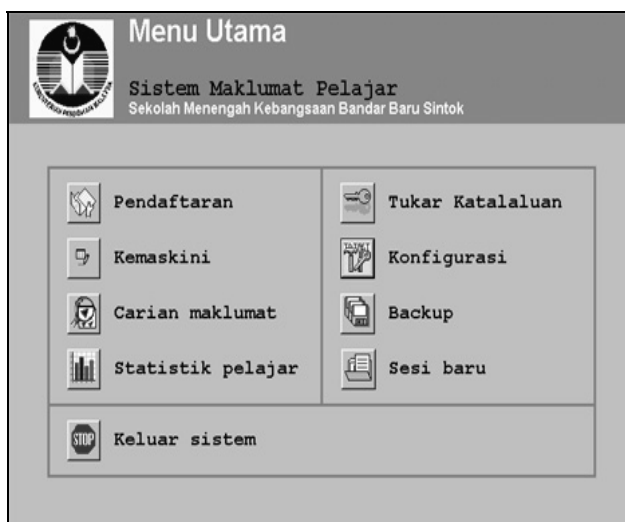 Menu Utama
Sistem Maklumat Pelajar
Sekolah Menengah Kebangsaan Bandar Baru Sintok
Pendaftaran
Kemaskini
Carian maklumat
Statistik pelajar
Tukar Katalaluan
Konfigurasi
Backup
Sesi baru
STOP
Keluar sistem